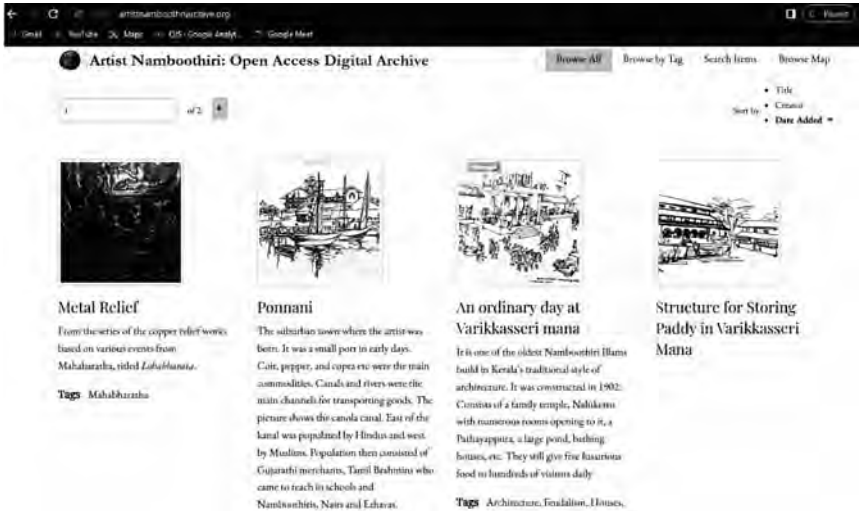 artistnamboothiriarchive.org
Gmail YouTube Maps GIS - Google Analyt... Google Meet
Artist Namboothiri: Open Access Digital Archive
Browse All Browse by Tag Search Items Browse Map
1 of 2
Sort by:
Title
Creator
Date Added
Metal Relief
From the series of the copper relief works
based on various events from
Mahabharatha, titled Lohabharata.
Tags Mahabharatha
Ponnani
The suburban town where the artist was
born. It was a small port in early days.
Coir, pepper, and copra etc were the main
commodities. Canals and rivers were the
main channels for transporting goods. The
picture shows the canola canal. East of the
kanal was populated by Hindus and west
by Muslims. Population then consisted of
Gujarathi merchants, Tamil Brahmins who
came to teach in schools and
Namboothiris, Nairs and Ezhavas.
An ordinary day at
Varikkasseri mana
It is one of the oldest Namboothiri Illams
build in Kerala's traditional style of
architecture. It was constructed in 1902.
Consists of a family temple, Nalukettu
with numerous rooms opening to it, a
Pathayappura, a large pond, bathing
houses, etc. They still give free luxurious
food to hundreds of visitors daily
Tags Architecture, Feudalism, Houses,
Structure for Storing
Paddy in Varikkasseri
Mana